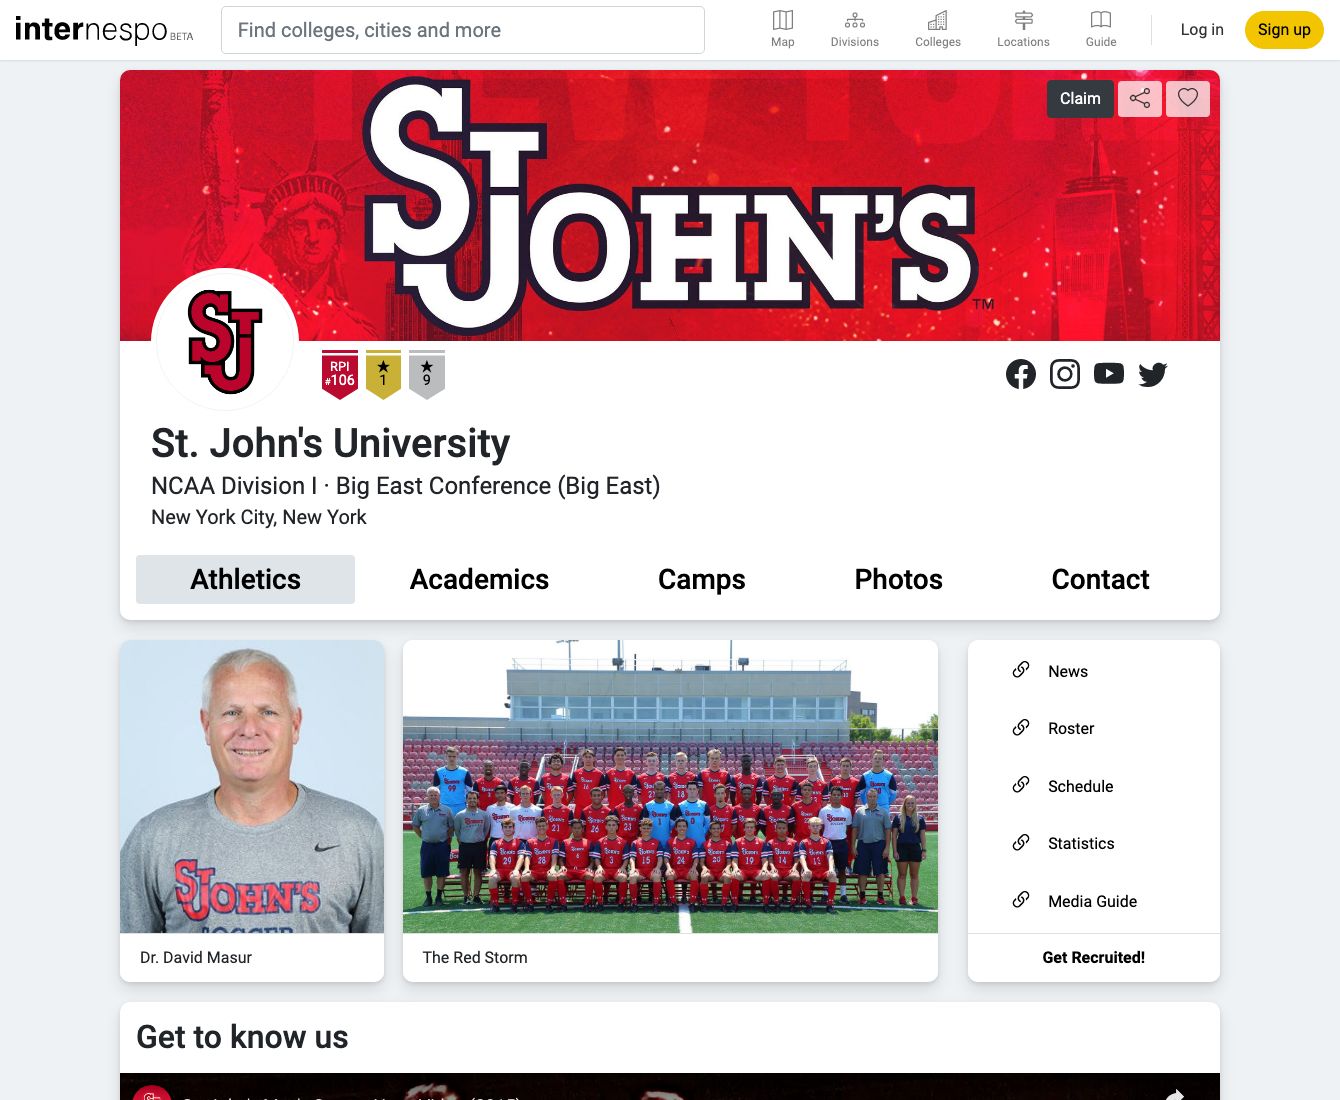 internespo BETA
Find colleges, cities and more
Map
Divisions
Colleges
Locations
Guide
Log in
Sign up
Claim
ST. JOHN'S
TM
STJ
RPI
#106
★
1
★
9
St. John's University
NCAA Division I · Big East Conference (Big East)
New York City, New York
Athletics
Academics
Camps
Photos
Contact
ST. JOHN'S
SOCCER
Dr. David Masur
The Red Storm
News
Roster
Schedule
Statistics
Media Guide
Get Recruited!
Get to know us